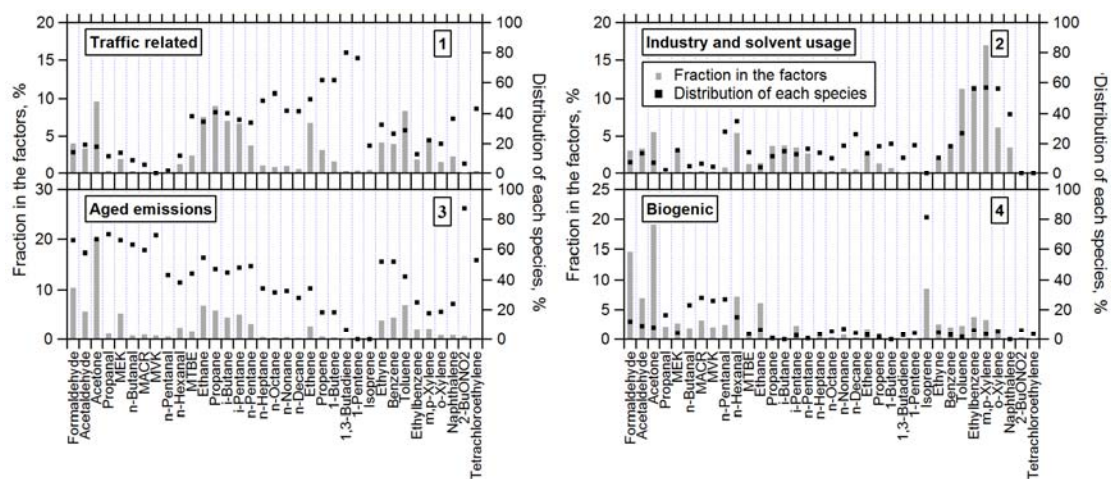 Fraction in the factors, %
20
15
10
5
0
Traffic related
1
100
80
60
40
20
0
30
20
10
0
Aged emissions
3
100
80
60
40
20
0
Distribution of each species, %
Formaldehyde
Acetaldehyde
Acetone
Propanal
MEK
n-Butanal
MACR
MVK
n-Pentanal
n-Hexanal
MTBE
Ethane
Propane
i-Butane
i-Pentane
n-Pentane
n-Heptane
n-Octane
n-Nonane
n-Decane
Ethene
Propene
1-Butene
1,3-Butadiene
1-Pentene
Isoprene
Ethyne
Benzene
Toluene
Ethylbenzene
m,p-Xylene
o-Xylene
Naphthalene
2-BuONO2
Tetrachloroethylene
Fraction in the factors, %
20
15
10
5
0
Industry and solvent usage
2
Fraction in the factors
Distribution of each species
100
80
60
40
20
0
25
20
15
10
5
0
Biogenic
4
100
80
60
40
20
0
Distribution of each species, %
Formaldehyde
Acetaldehyde
Acetone
Propanal
MEK
n-Butanal
MACR
MVK
n-Pentanal
n-Hexanal
MTBE
Ethane
Propane
i-Butane
i-Pentane
n-Pentane
n-Heptane
n-Octane
n-Nonane
n-Decane
Ethene
Propene
1-Butene
1,3-Butadiene
1-Pentene
Isoprene
Ethyne
Benzene
Toluene
Ethylbenzene
m,p-Xylene
o-Xylene
Naphthalene
2-BuONO2
Tetrachloroethylene